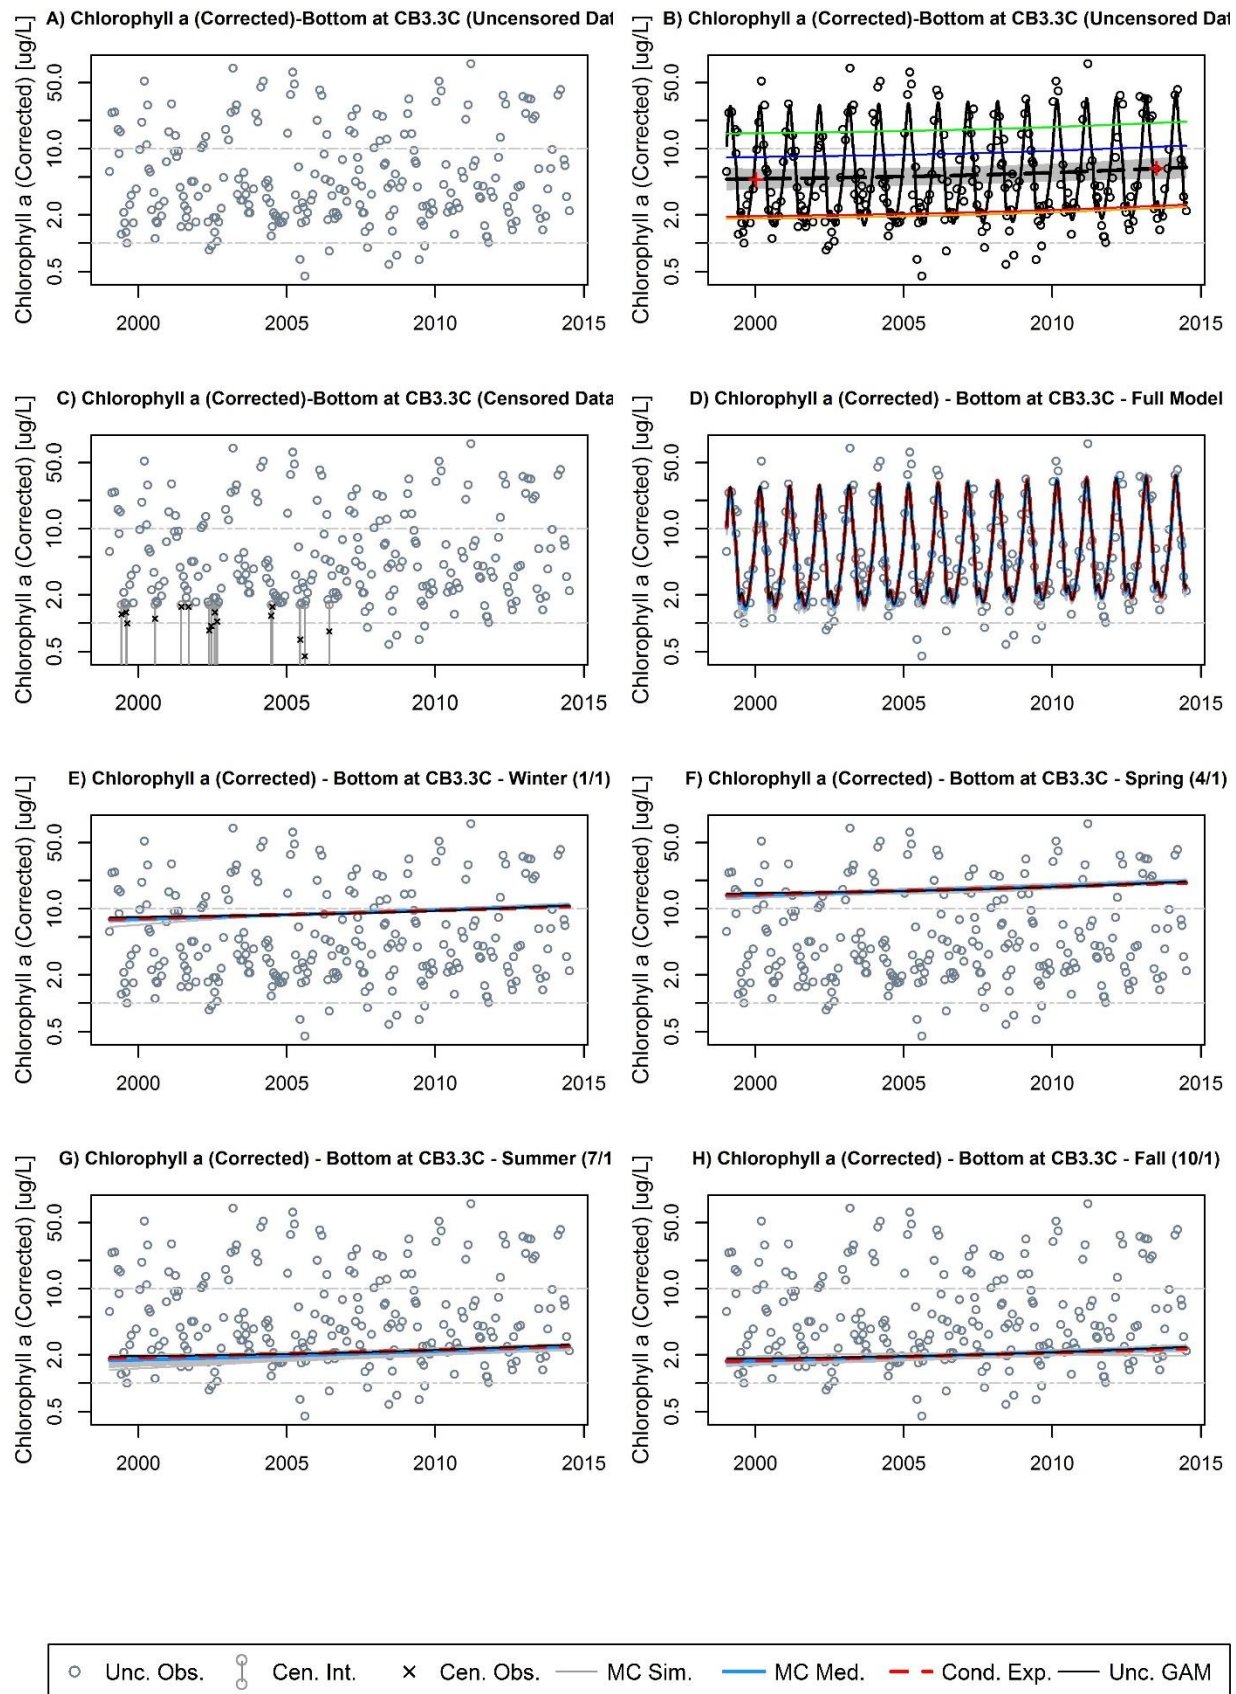 A) Chlorophyll a (Corrected)-Bottom at CB3.3C (Uncensored Dat
Chlorophyll a (Corrected) [ug/L]
50.0
10.0
2.0
0.5
2000 2005 2010 2015
B) Chlorophyll a (Corrected)-Bottom at CB3.3C (Uncensored Dat
Chlorophyll a (Corrected) [ug/L]
50.0
10.0
2.0
0.5
2000 2005 2010 2015
C) Chlorophyll a (Corrected)-Bottom at CB3.3C (Censored Data
Chlorophyll a (Corrected) [ug/L]
50.0
10.0
2.0
0.5
2000 2005 2010 2015
D) Chlorophyll a (Corrected) - Bottom at CB3.3C - Full Model
Chlorophyll a (Corrected) [ug/L]
50.0
10.0
2.0
0.5
2000 2005 2010 2015
E) Chlorophyll a (Corrected) - Bottom at CB3.3C - Winter (1/1)
Chlorophyll a (Corrected) [ug/L]
50.0
10.0
2.0
0.5
2000 2005 2010 2015
F) Chlorophyll a (Corrected) - Bottom at CB3.3C - Spring (4/1)
Chlorophyll a (Corrected) [ug/L]
50.0
10.0
2.0
0.5
2000 2005 2010 2015
G) Chlorophyll a (Corrected) - Bottom at CB3.3C - Summer (7/1
Chlorophyll a (Corrected) [ug/L]
50.0
10.0
2.0
0.5
2000 2005 2010 2015
H) Chlorophyll a (Corrected) - Bottom at CB3.3C - Fall (10/1)
Chlorophyll a (Corrected) [ug/L]
50.0
10.0
2.0
0.5
2000 2005 2010 2015
Unc. Obs. Cen. Int. Cen. Obs. MC Sim. MC Med. Cond. Exp. Unc. GAM